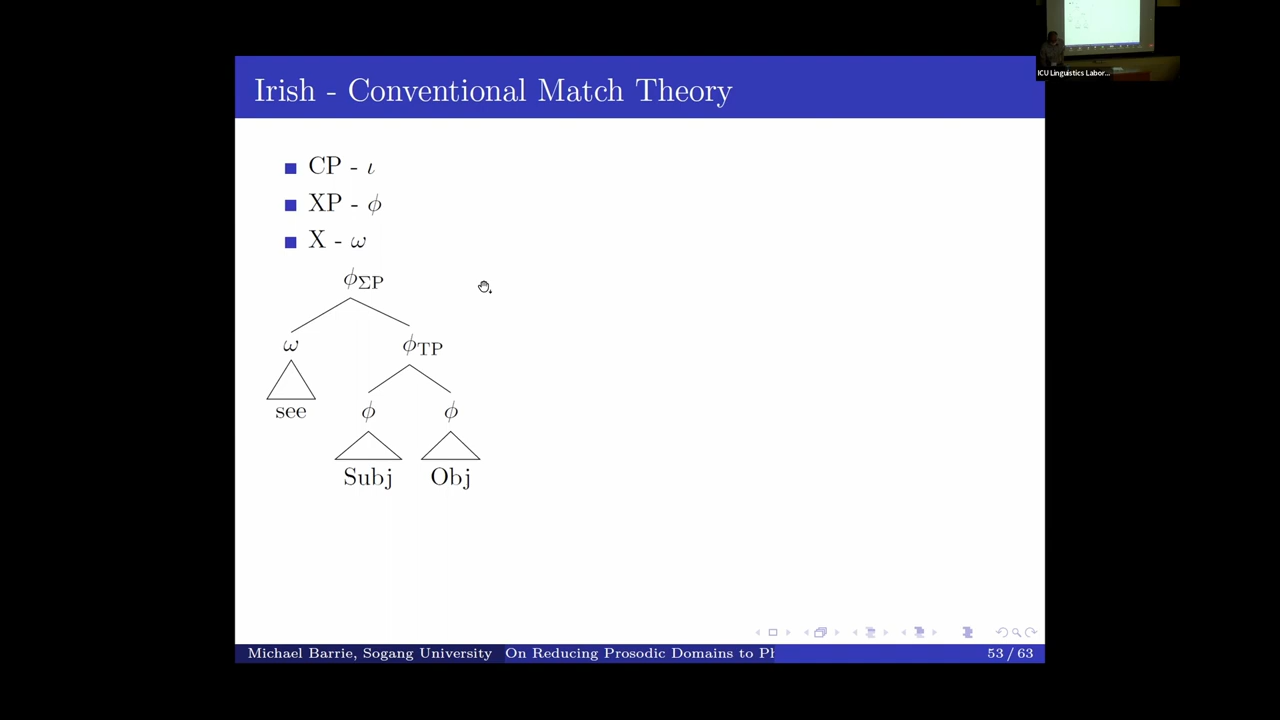 ICU Linguistics Labor...
Irish - Conventional Match Theory
CP - ι
XP - ϕ
X - ω
ϕΣP
ω ϕTP
see ϕ ϕ
Subj Obj
Michael Barrie, Sogang University On Reducing Prosodic Domains to Ph 53 / 63